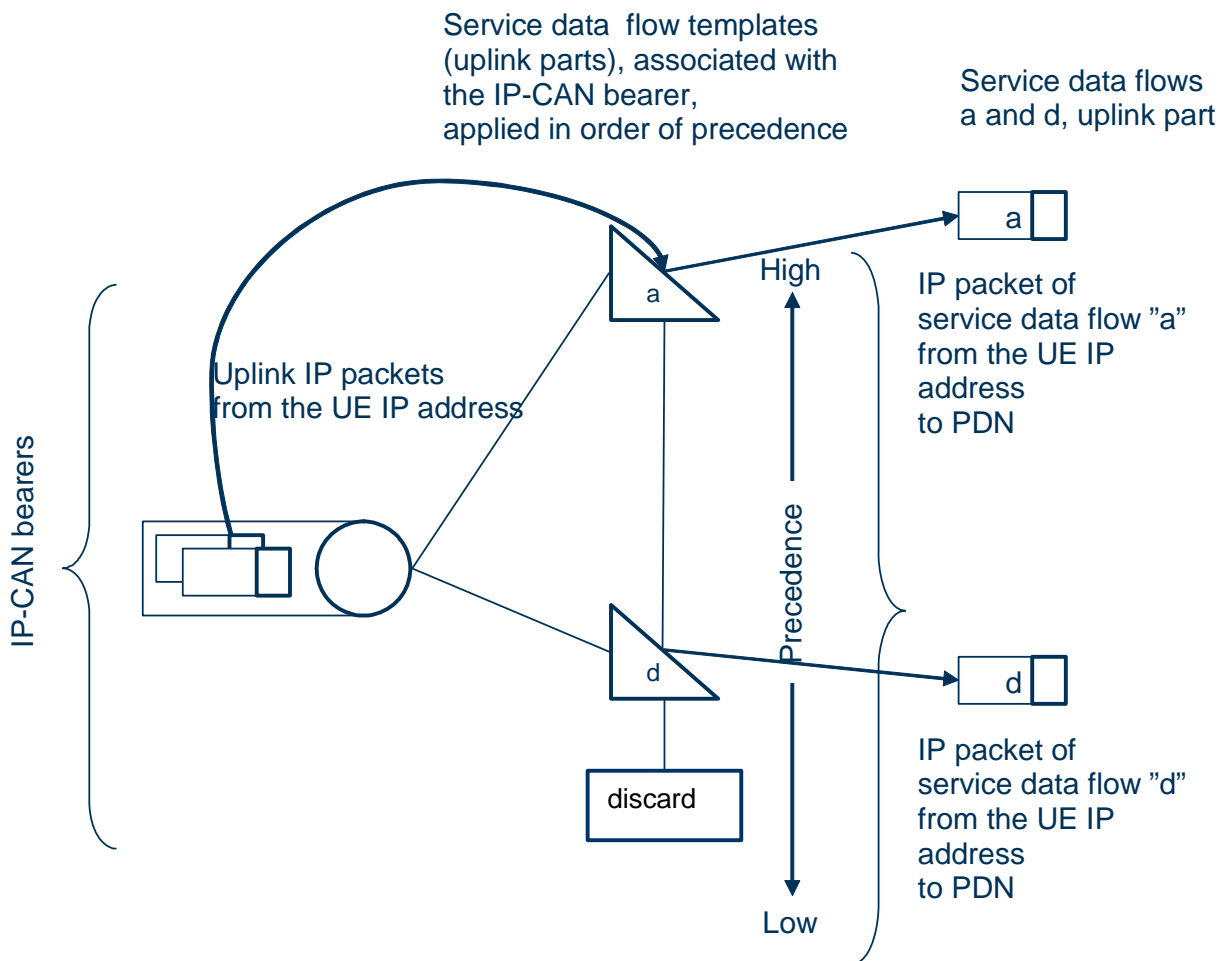 Service data flow templates
(uplink parts), associated with
the IP-CAN bearer,
applied in order of precedence
Service data flows
a and d, uplink part
a
High
a
IP packet of
service data flow ”a”
from the UE IP
address
to PDN
Uplink IP packets
from the UE IP address
IP-CAN bearers
Precedence
d
d
IP packet of
service data flow ”d”
from the UE IP
address
to PDN
discard
Low